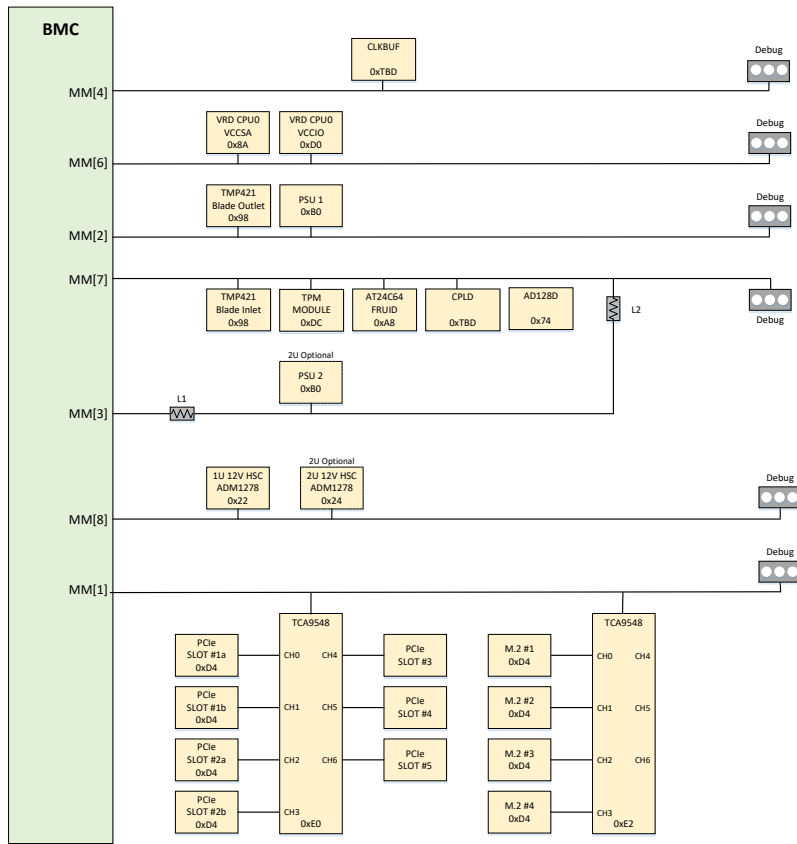 BMC
CLKBUF
0xTBD
Debug
MM[4]
VRD CPU0
VCCSA
0x8A
VRD CPU0
VCCIO
0xD0
Debug
MM[6]
TMP421
Blade Outlet
0x98
PSU 1
0xB0
Debug
MM[2]
MM[7]
TMP421
Blade Inlet
0x98
TPM
MODULE
0xDC
AT24C64
FRUID
0xA8
CPLD
0xTBD
AD128D
0x74
L2
Debug
2U Optional
PSU 2
0xB0
L1
MM[3]
1U 12V HSC
ADM1278
0x22
2U Optional
2U 12V HSC
ADM1278
0x24
Debug
MM[8]
Debug
MM[1]
TCA9548
PCIe
SLOT #1a
0xD4
CH0
CH4
PCIe
SLOT #3
PCIe
SLOT #1b
0xD4
CH1
CH5
PCIe
SLOT #4
PCIe
SLOT #2a
0xD4
CH2
CH6
PCIe
SLOT #5
PCIe
SLOT #2b
0xD4
CH3
0xE0
TCA9548
M.2 #1
0xD4
CH0
CH4
M.2 #2
0xD4
CH1
CH5
M.2 #3
0xD4
CH2
CH6
M.2 #4
0xD4
CH3
0xE2